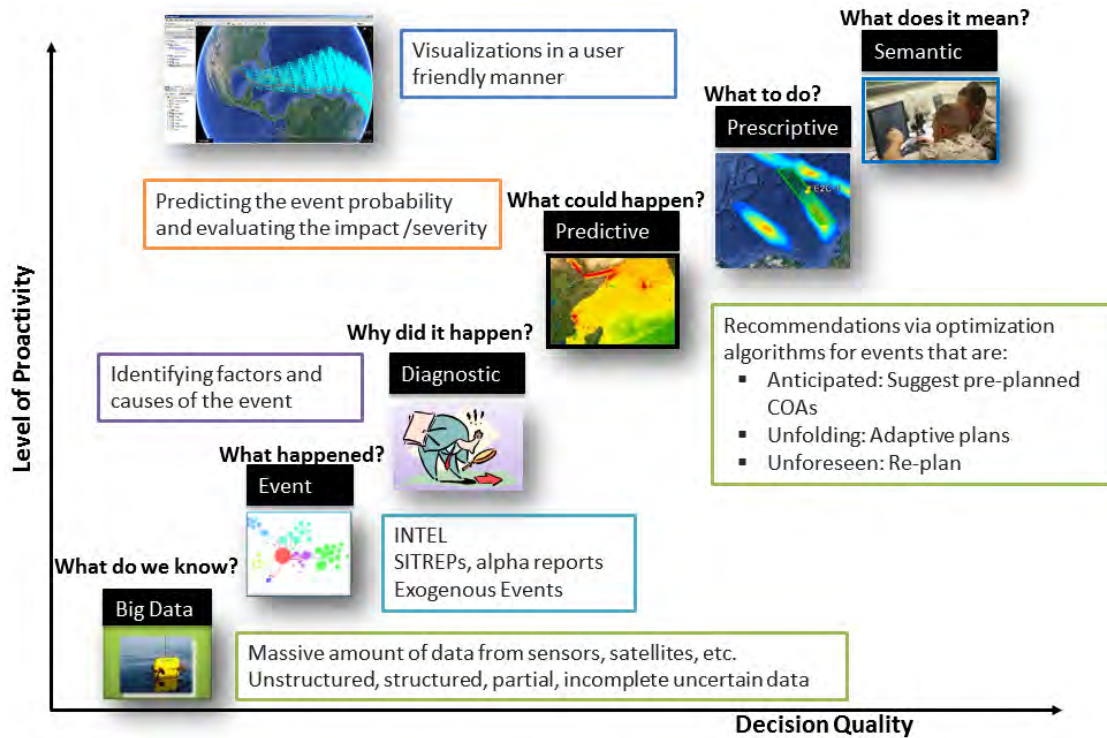 What does it mean?
Semantic
Visualizations in a user
friendly manner
What to do?
Prescriptive
Predicting the event probability
and evaluating the impact /severity
What could happen?
Predictive
Why did it happen?
Diagnostic
Recommendations via optimization
algorithms for events that are:
▪ Anticipated: Suggest pre-planned
COAs
▪ Unfolding: Adaptive plans
▪ Unforeseen: Re-plan
Identifying factors and
causes of the event
What happened?
Event
INTEL
SITREPs, alpha reports
Exogenous Events
What do we know?
Big Data
Massive amount of data from sensors, satellites, etc.
Unstructured, structured, partial, incomplete uncertain data
Level of Proactivity
Decision Quality